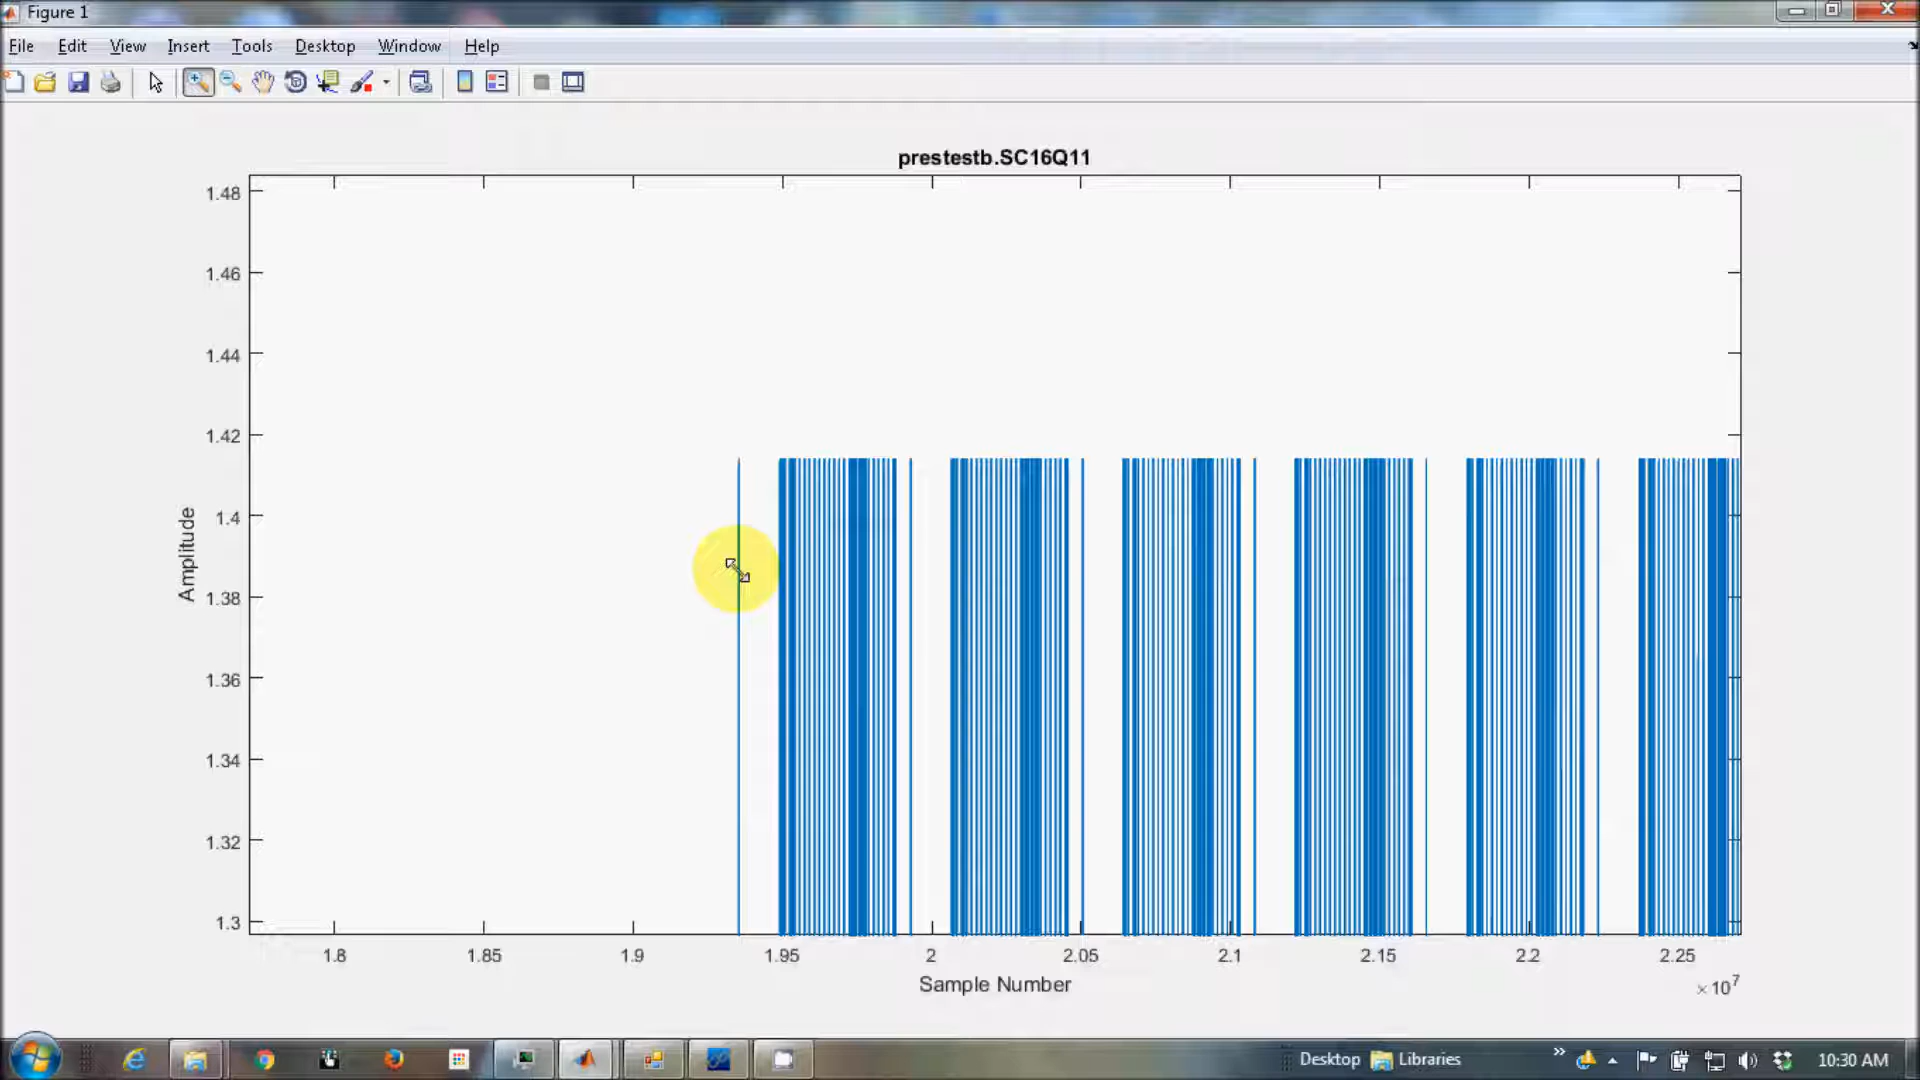 Figure 1
File Edit View Insert Tools Desktop Window Help
prestestb.SC16Q11
1.48
1.46
1.44
1.42
1.4
1.38
1.36
1.34
1.32
1.3
Amplitude
1.8 1.85 1.9 1.95 2 2.05 2.1 2.15 2.2 2.25
Sample Number
×10⁷
Desktop Libraries 10:30 AM